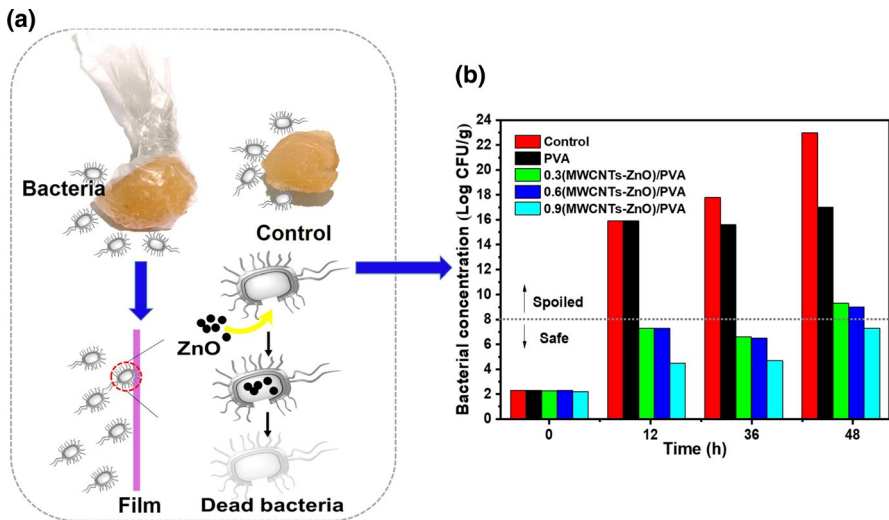 (a)
Bacteria
Control
ZnO
Film
Dead bacteria
(b)
Bacterial concentration (Log CFU/g)
24
22
20
18
16
14
12
10
8
6
4
2
0
Control
PVA
0.3(MWCNTs-ZnO)/PVA
0.6(MWCNTs-ZnO)/PVA
0.9(MWCNTs-ZnO)/PVA
Spoiled
Safe
0 12 36 48
Time (h)